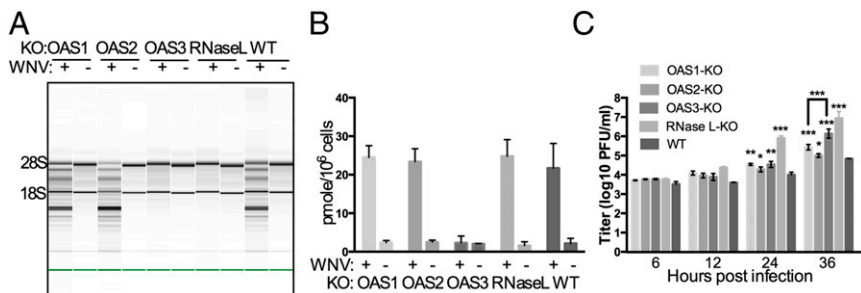 A
KO:OAS1 OAS2 OAS3 RNaseL WT
WNV: + - + - + - + - + -
28S
18S
B
pmole/10⁶ cells
40
30
20
10
0
WNV: + - + - + - + - + -
KO: OAS1 OAS2 OAS3 RNaseL WT
C
OAS1-KO
OAS2-KO
OAS3-KO
RNase L-KO
WT
Titer (log10 PFU/ml)
8
7
6
5
4
3
2
1
0
** * ** ***
*** * *** ***
***
6 12 24 36
Hours post infection